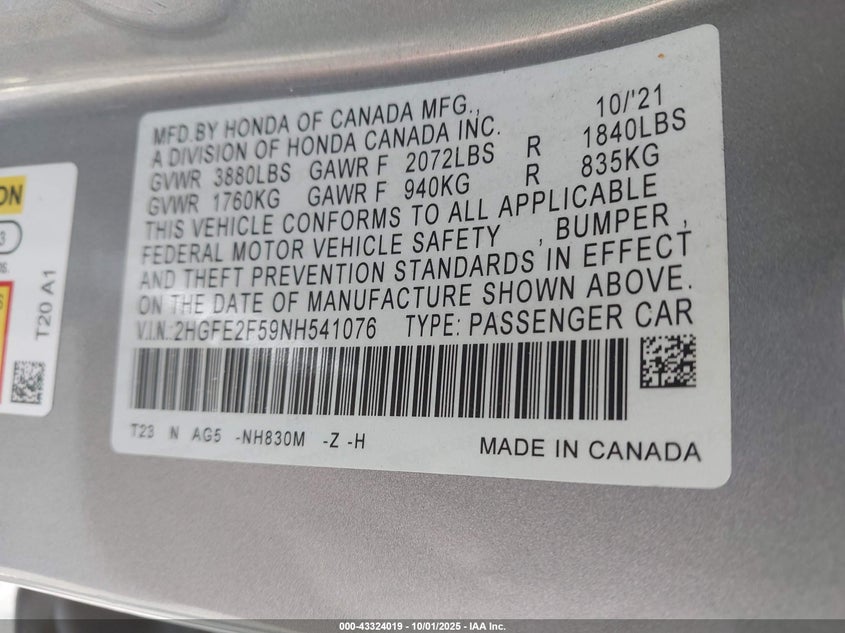 MFD.BY HONDA OF CANADA MFG., 10/'21
A DIVISION OF HONDA CANADA INC.
GVWR 3880LBS GAWR F 2072LBS R 1840LBS
GVWR 1760KG GAWR F 940KG R 835KG
THIS VEHICLE CONFORMS TO ALL APPLICABLE
FEDERAL MOTOR VEHICLE SAFETY , BUMPER ,
AND THEFT PREVENTION STANDARDS IN EFFECT
ON THE DATE OF MANUFACTURE SHOWN ABOVE.
V.I.N.:2HGFE2F59NH541076 TYPE: PASSENGER CAR
T23 N AG5 -NH830M -Z -H
MADE IN CANADA
ON
3
06.
T20 A1
000-43324019 - 10/01/2025 - IAA Inc.